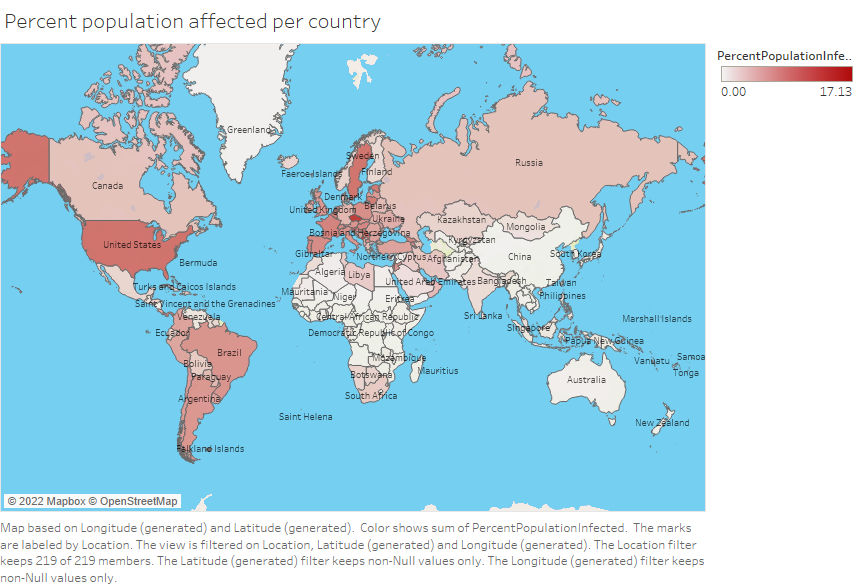 Percent population affected per country
PercentPopulationInfe..
0.00
17.13
Greenland
Sweden
Russia
Faeroe Islands
Finland
Canada
Denmark
Belarus
United Kingdom
Ukraine
Kazakhstan
Mongolia
Bosnia and Herzegovina
Kyrgyzstan
United States
Gibraltar
Northern Cyprus
Afghanistan
China
South Korea
Bermuda
Algeria
Libya
United Arab Emirates
Bangladesh
Taiwan
Turks and Caicos Islands
Mauritania
Niger
Eritrea
Philippines
Saint Vincent and the Grenadines
Venezuela
Central African Republic
Sri Lanka
Marshall Islands
Ecuador
Democratic Republic of Congo
Singapore
Papua New Guinea
Brazil
Mozambique
Vanuatu
Samoa
Bolivia
Mauritius
Tonga
Paraguay
Botswana
Australia
Argentina
South Africa
Saint Helena
New Zealand
Falkland Islands
© 2022 Mapbox © OpenStreetMap
Map based on Longitude (generated) and Latitude (generated). Color shows sum of PercentPopulationInfected. The marks
are labeled by Location. The view is filtered on Location, Latitude (generated) and Longitude (generated). The Location filter
keeps 219 of 219 members. The Latitude (generated) filter keeps non-Null values only. The Longitude (generated) filter keeps
non-Null values only.